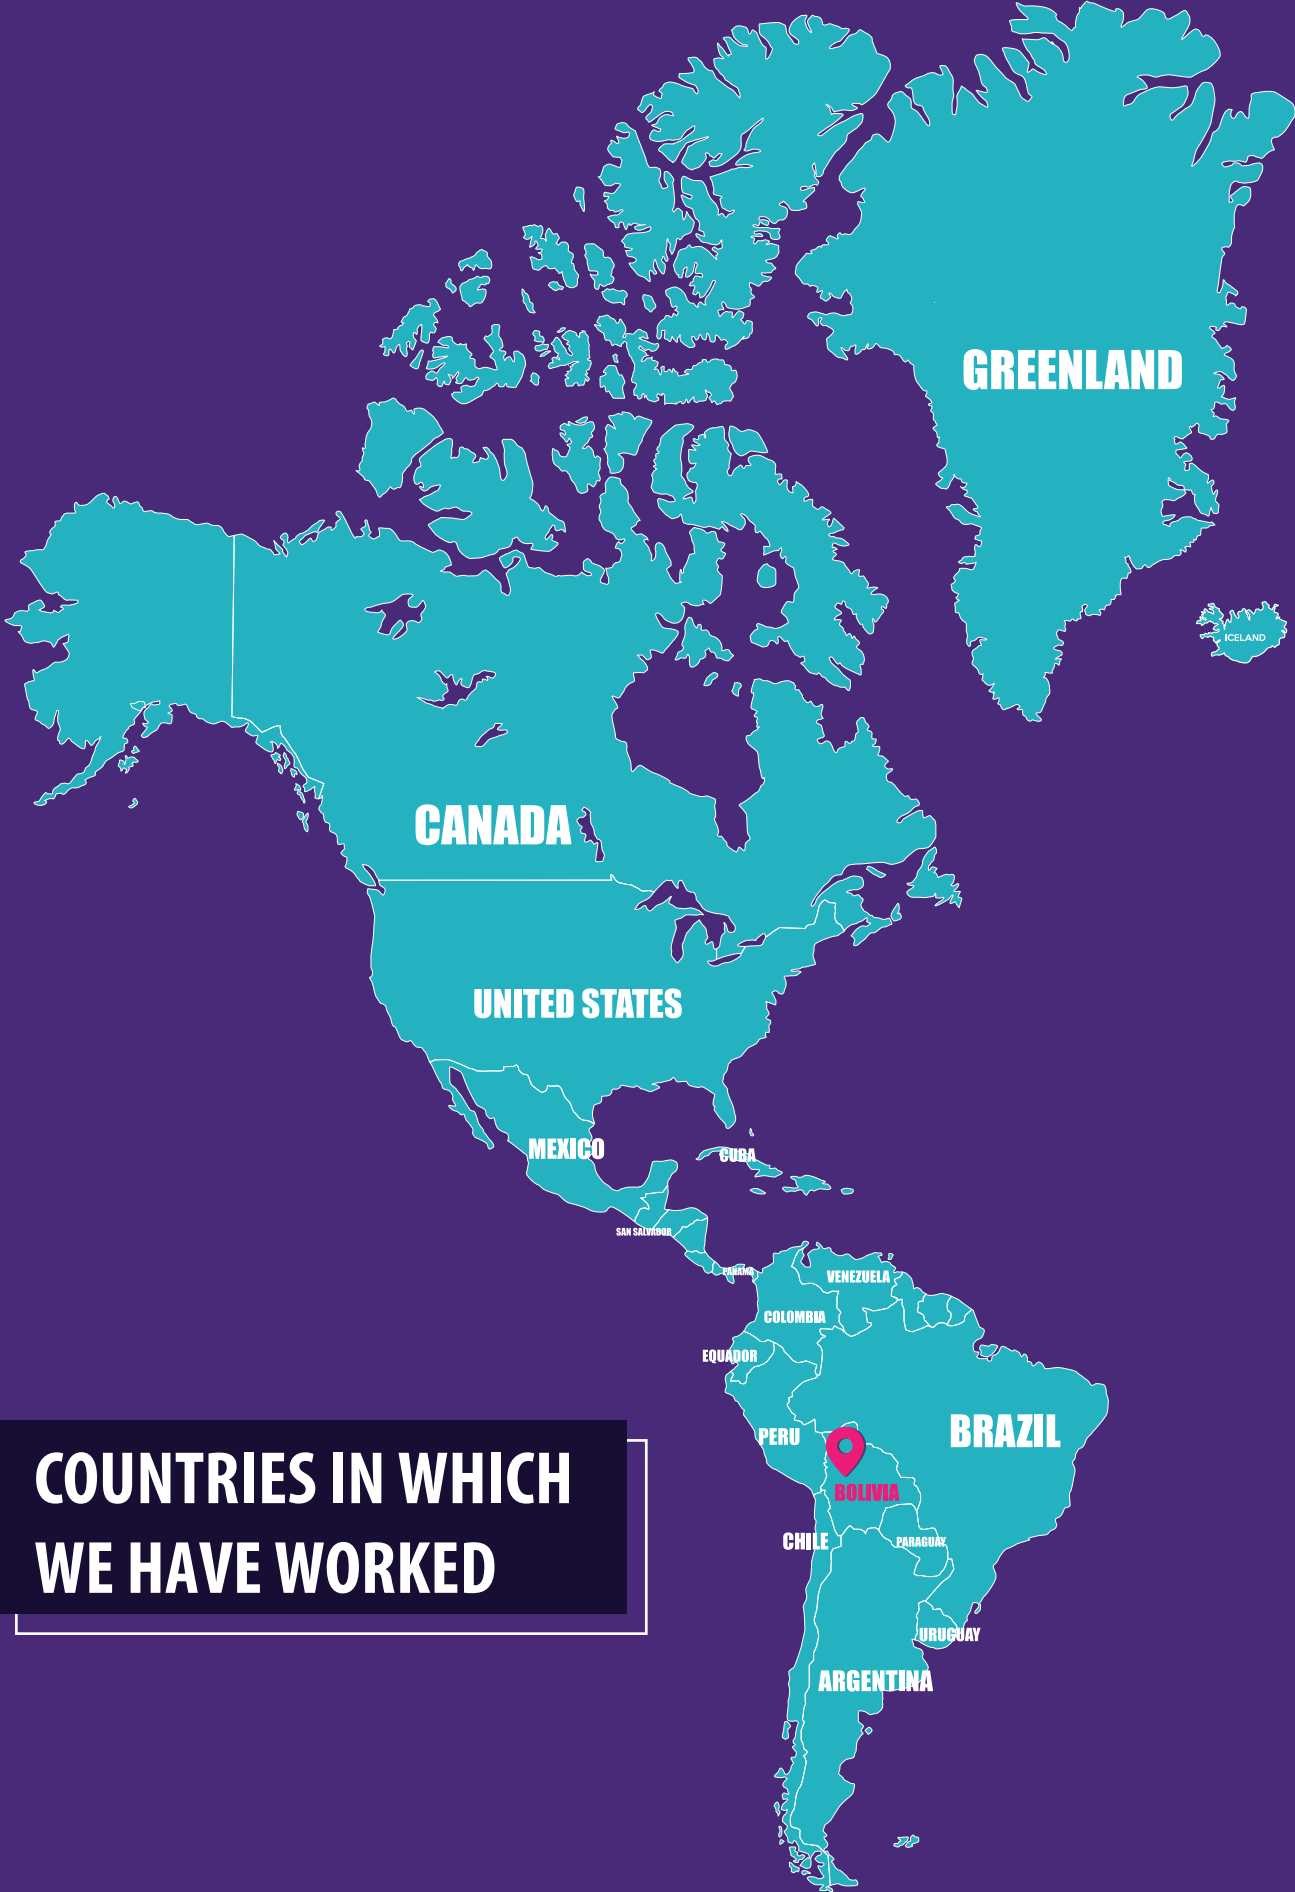 GREENLAND
ICELAND
CANADA
UNITED STATES
MEXICO
CUBA
SAN SALVADOR
PANAMA
VENEZUELA
COLOMBIA
EQUADOR
BRAZIL
PERU
BOLIVIA
CHILE
PARAGUAY
URUGUAY
ARGENTINA
COUNTRIES IN WHICH
WE HAVE WORKED